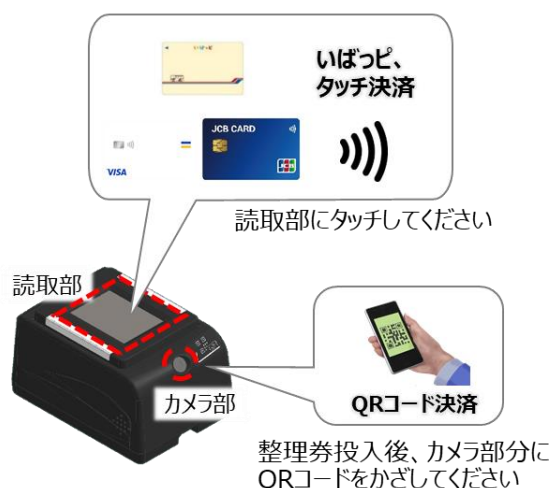 いばっピ、
タッチ決済
JCB CARD
VISA
JCB
読取部にタッチしてください
読取部
カメラ部
QRコード決済
整理券投入後、カメラ部分に
QRコードをかざしてください